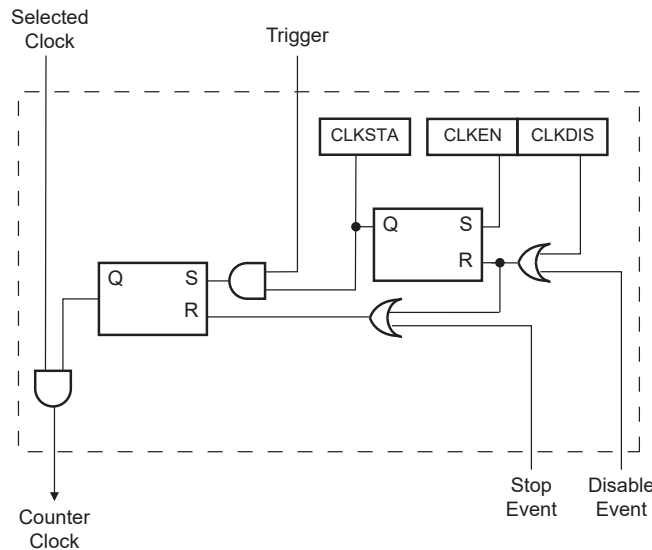 Selected
Clock
Trigger
CLKSTA
CLKEN
CLKDIS
Q
S
R
Q
S
R
Stop
Event
Disable
Event
Counter
Clock